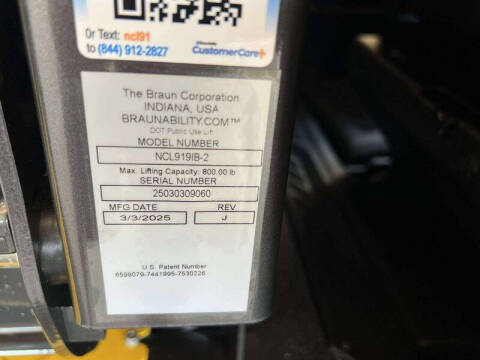 Or Text: ncl91
to (844) 912-2827
CustomerCare+
The Braun Corporation
INDIANA, USA
BRAUNABILITY.COM™
DOT Public Use Lift
MODEL NUMBER
NCL919IB-2
Max. Lifting Capacity: 800.00 lb
SERIAL NUMBER
25030309060
MFG DATE REV
3/3/2025 J
U.S. Patent Number
6599079-7441995-7530226